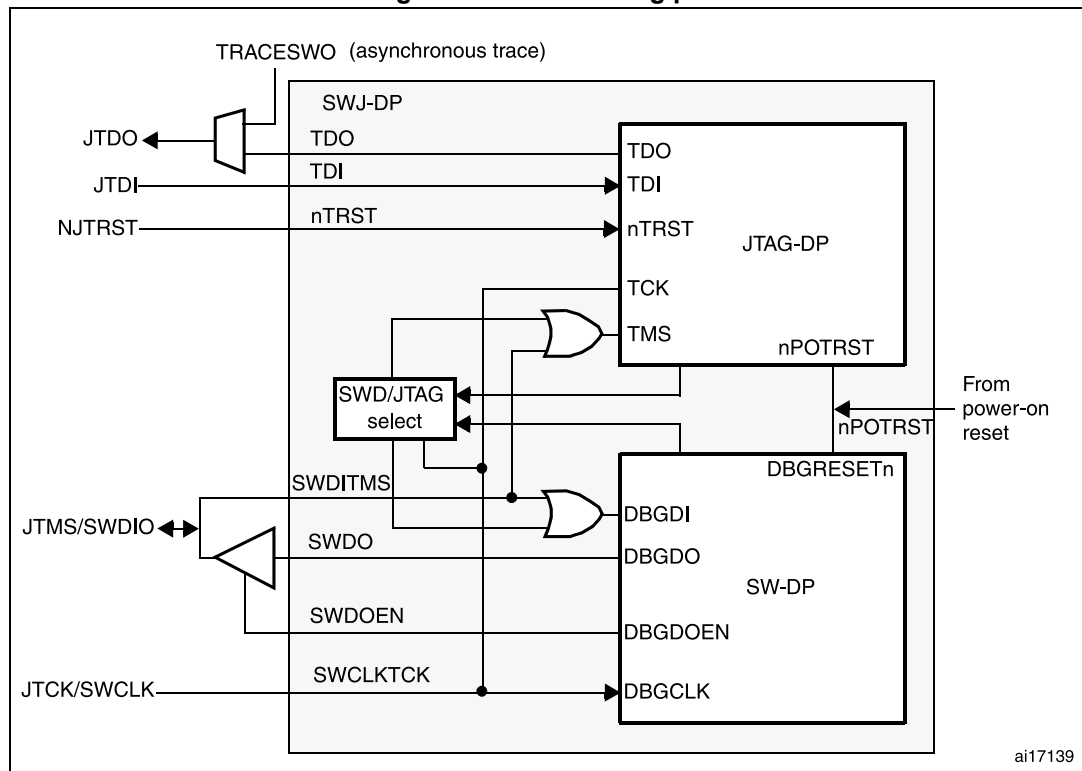 TRACESWO (asynchronous trace)
SWJ-DP
JTDO
TDO
TDO
JTDI
TDI
TDI
NJTRST
nTRST
nTRST
JTAG-DP
TCK
TMS
nPOTRST
SWD/JTAG
select
From
power-on
reset
nPOTRST
DBGRESETn
SWDITMS
DBGDI
JTMS/SWDIO
SWDO
DBGDO
SW-DP
SWDOEN
DBGDOEN
JTCK/SWCLK
SWCLKTCK
DBGCLK
ai17139